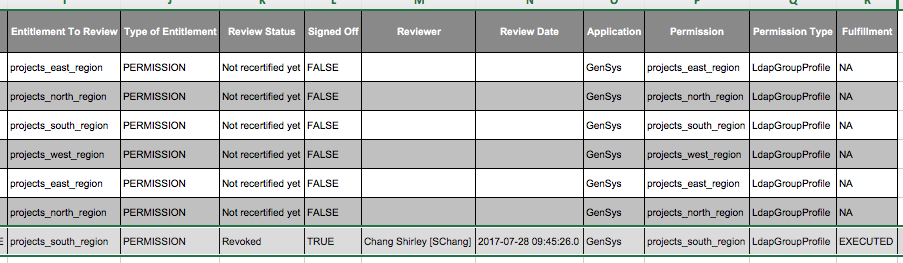 Entitlement To Review Type of Entitlement Review Status Signed Off Reviewer Review Date Application Permission Permission Type Fulfillment
projects_east_region PERMISSION Not recertified yet FALSE GenSys projects_east_region LdapGroupProfile NA
projects_north_region PERMISSION Not recertified yet FALSE GenSys projects_north_region LdapGroupProfile NA
projects_south_region PERMISSION Not recertified yet FALSE GenSys projects_south_region LdapGroupProfile NA
projects_west_region PERMISSION Not recertified yet FALSE GenSys projects_west_region LdapGroupProfile NA
projects_east_region PERMISSION Not recertified yet FALSE GenSys projects_east_region LdapGroupProfile NA
projects_north_region PERMISSION Not recertified yet FALSE GenSys projects_north_region LdapGroupProfile NA
E projects_south_region PERMISSION Revoked TRUE Chang Shirley [SChang] 2017-07-28 09:45:26.0 GenSys projects_south_region LdapGroupProfile EXECUTED